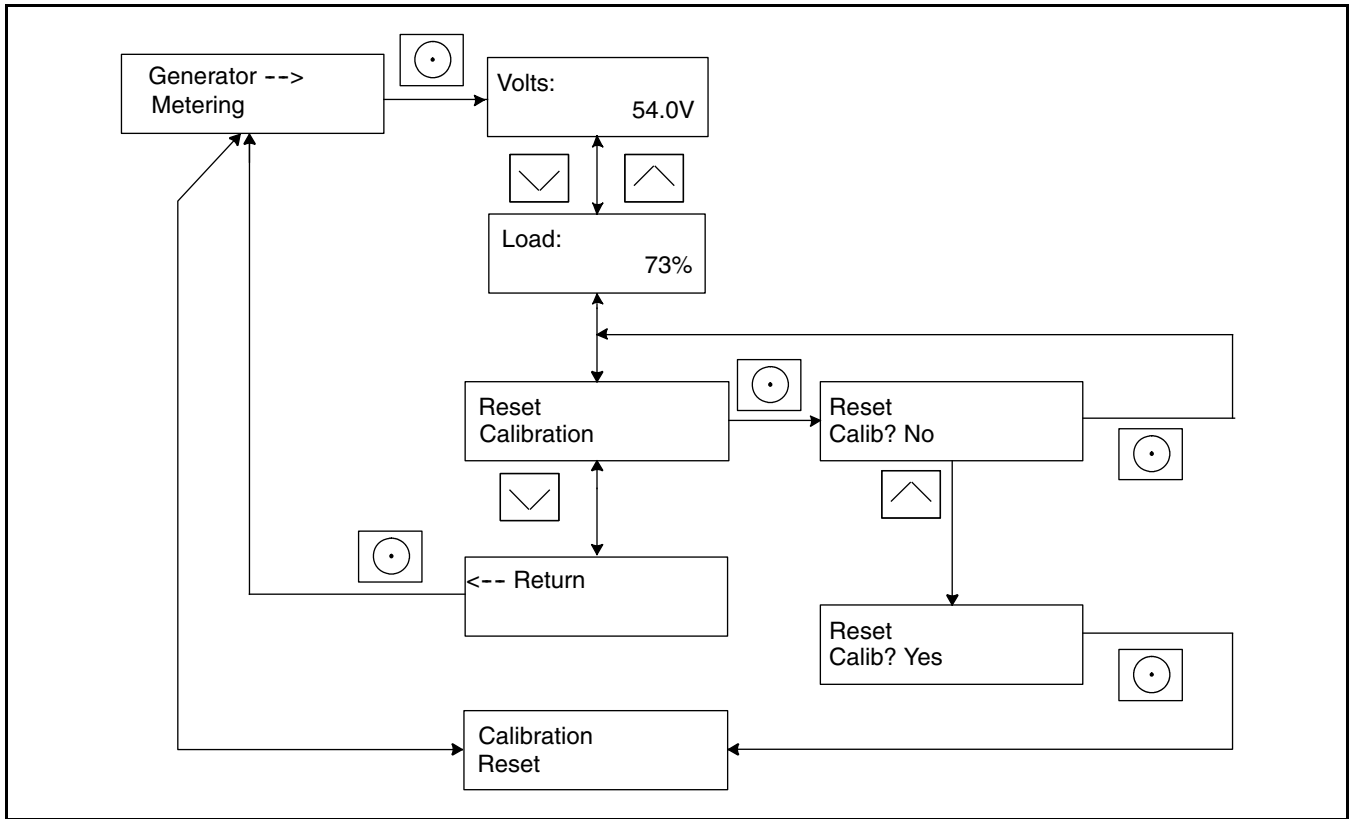 Generator -->
Metering
Volts:
54.0V
Load:
73%
Reset
Calibration
Reset
Calib? No
<-- Return
Reset
Calib? Yes
Calibration
Reset